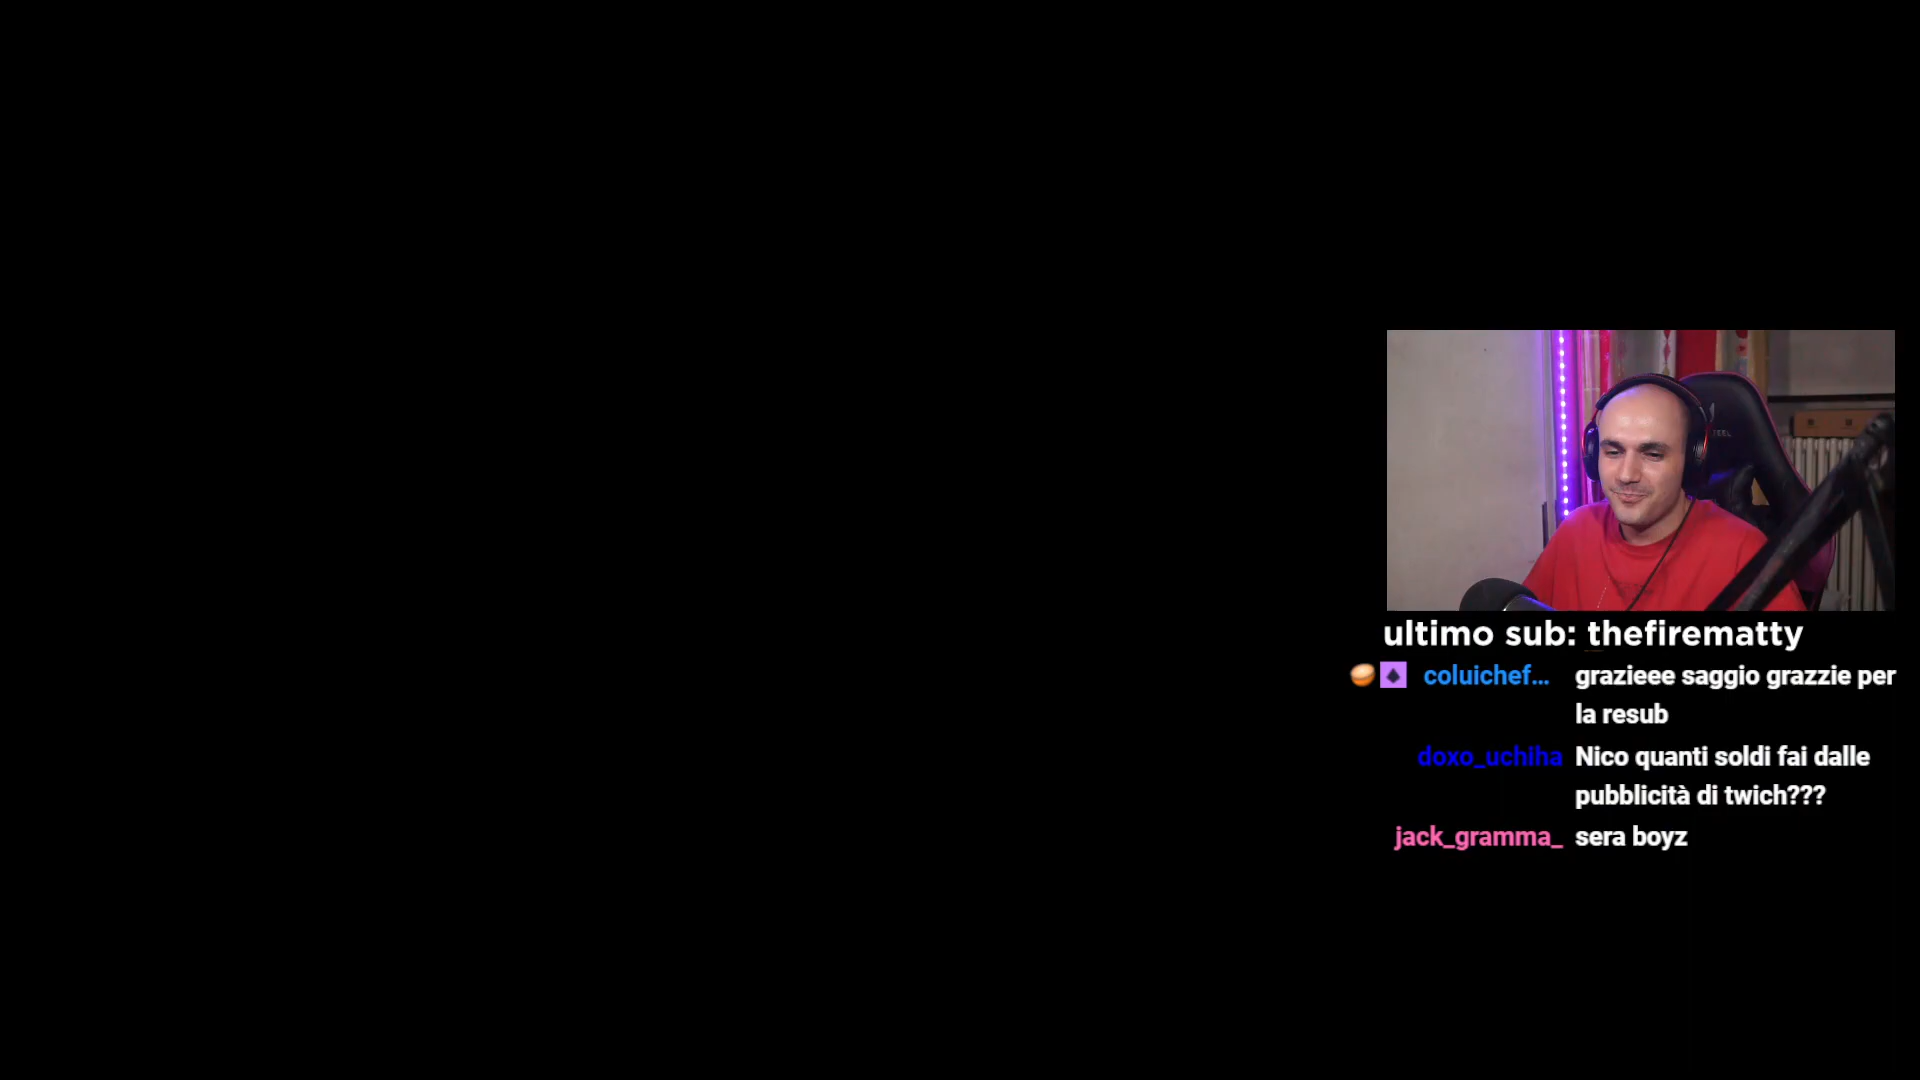 ultimo sub: thefirematty
coluichef... grazieee saggio grazzie per
la resub
doxo_uchiha Nico quanti soldi fai dalle
pubblicità di twich???
jack_gramma_ sera boyz